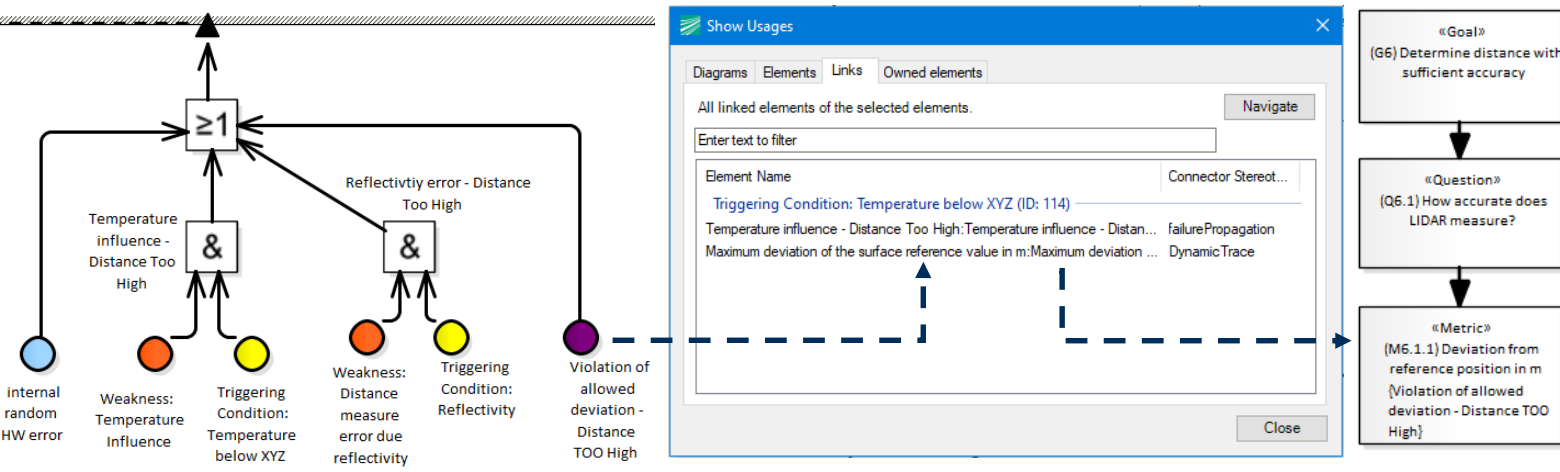 ≥1
Reflectivtiy error - Distance
Too High
Temperature
influence -
Distance Too
High
&
&
internal
random
HW error
Weakness:
Temperature
Influence
Triggering
Condition:
Temperature
below XYZ
Weakness:
Distance
measure
error due
reflectivity
Triggering
Condition:
Reflectivity
Violation of
allowed
deviation -
Distance
TOO High
Show Usages
Diagrams Elements Links Owned elements
All linked elements of the selected elements.
Navigate
Enter text to filter
Element Name Connector Stereot...
Triggering Condition: Temperature below XYZ (ID: 114)
Temperature influence - Distance Too High:Temperature influence - Distan... failurePropagation
Maximum deviation of the surface reference value in m:Maximum deviation ... DynamicTrace
Close
«Goal»
(G6) Determine distance with
sufficient accuracy
«Question»
(Q6.1) How accurate does
LIDAR measure?
«Metric»
(M6.1.1) Deviation from
reference position in m
{Violation of allowed
deviation - Distance TOO
High}